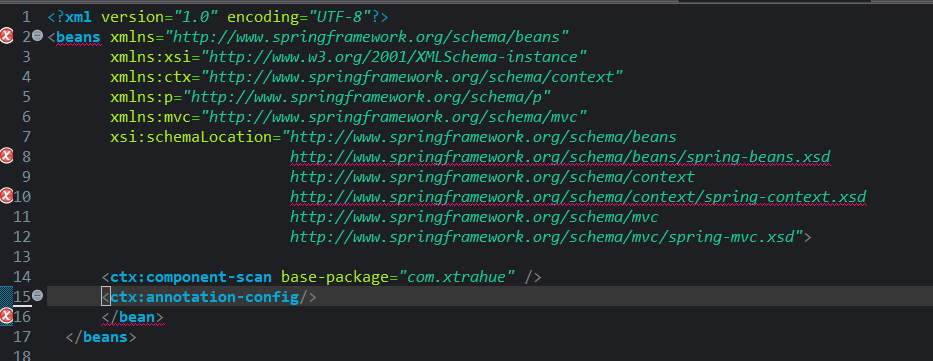 1 <?xml version="1.0" encoding="UTF-8"?>
2 <beans xmlns="http://www.springframework.org/schema/beans"
3 xmlns:xsi="http://www.w3.org/2001/XMLSchema-instance"
4 xmlns:ctx="http://www.springframework.org/schema/context"
5 xmlns:p="http://www.springframework.org/schema/p"
6 xmlns:mvc="http://www.springframework.org/schema/mvc"
7 xsi:schemaLocation="http://www.springframework.org/schema/beans
8 http://www.springframework.org/schema/beans/spring-beans.xsd
9 http://www.springframework.org/schema/context
10 http://www.springframework.org/schema/context/spring-context.xsd
11 http://www.springframework.org/schema/mvc
12 http://www.springframework.org/schema/mvc/spring-mvc.xsd">
13
14 <ctx:component-scan base-package="com.xtrahue" />
15 <ctx:annotation-config/>
16 </bean>
17 </beans>
18